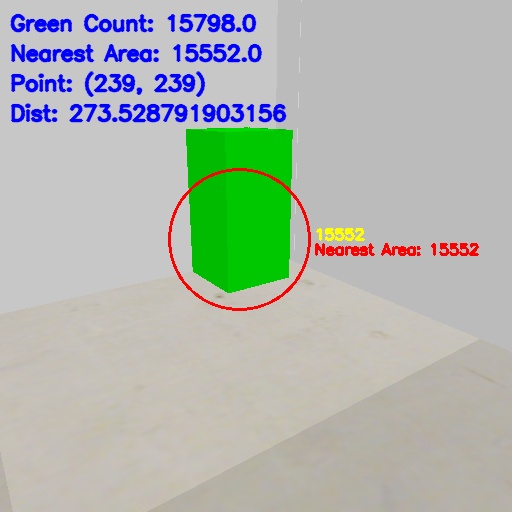 Green Count: 15798.0
Nearest Area: 15552.0
Point: (239, 239)
Dist: 273.528791903156
15552
Nearest Area: 15552